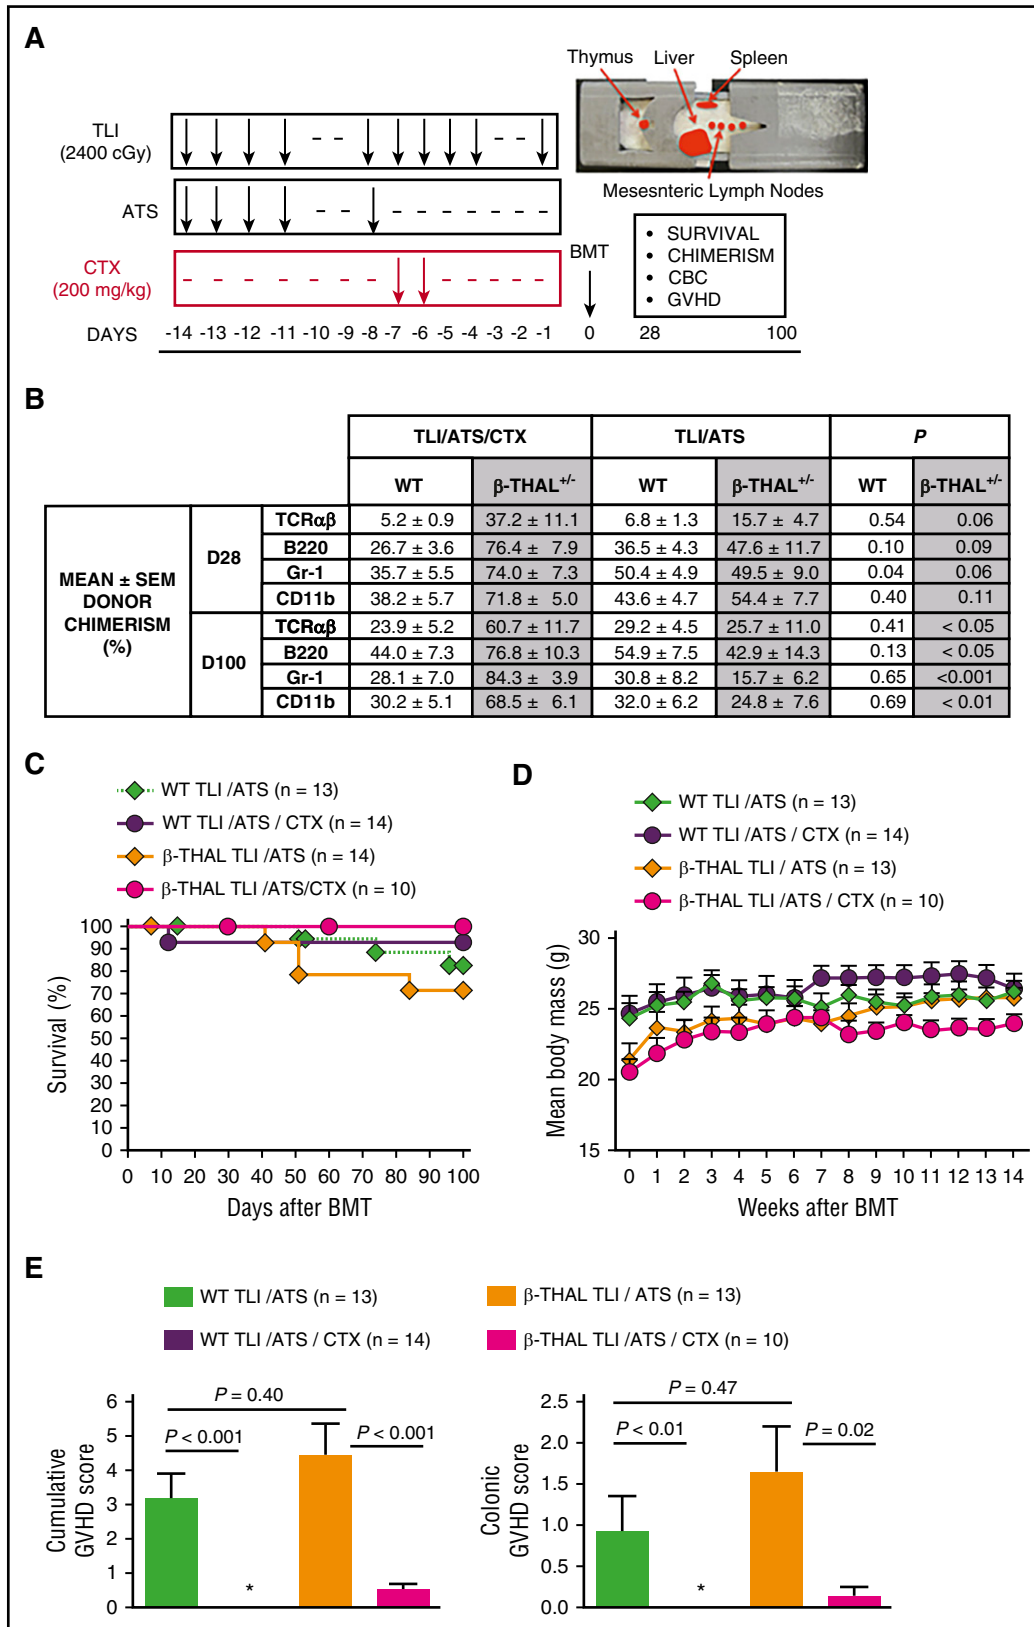 A
Thymus Liver Spleen
Mesesnteric Lymph Nodes
TLI
(2400 cGy)
ATS
CTX
(200 mg/kg)
BMT
• SURVIVAL
• CHIMERISM
• CBC
• GVHD
DAYS -14 -13 -12 -11 -10 -9 -8 -7 -6 -5 -4 -3 -2 -1 0 28 100
B
TLI/ATS/CTX TLI/ATS P
WT β-THAL+/- WT β-THAL+/- WT β-THAL+/-
MEAN ± SEM
DONOR
CHIMERISM
(%)
D28
TCRαβ 5.2 ± 0.9 37.2 ± 11.1 6.8 ± 1.3 15.7 ± 4.7 0.54 0.06
B220 26.7 ± 3.6 76.4 ± 7.9 36.5 ± 4.3 47.6 ± 11.7 0.10 0.09
Gr-1 35.7 ± 5.5 74.0 ± 7.3 50.4 ± 4.9 49.5 ± 9.0 0.04 0.06
CD11b 38.2 ± 5.7 71.8 ± 5.0 43.6 ± 4.7 54.4 ± 7.7 0.40 0.11
D100
TCRαβ 23.9 ± 5.2 60.7 ± 11.7 29.2 ± 4.5 25.7 ± 11.0 0.41 < 0.05
B220 44.0 ± 7.3 76.8 ± 10.3 54.9 ± 7.5 42.9 ± 14.3 0.13 < 0.05
Gr-1 28.1 ± 7.0 84.3 ± 3.9 30.8 ± 8.2 15.7 ± 6.2 0.65 <0.001
CD11b 30.2 ± 5.1 68.5 ± 6.1 32.0 ± 6.2 24.8 ± 7.6 0.69 < 0.01
C
WT TLI /ATS (n = 13)
WT TLI /ATS / CTX (n = 14)
β-THAL TLI /ATS (n = 14)
β-THAL TLI /ATS/CTX (n = 10)
Survival (%)
100
90
80
70
60
50
40
30
20
10
0
0 10 20 30 40 50 60 70 80 90 100
Days after BMT
D
WT TLI /ATS (n = 13)
WT TLI /ATS / CTX (n = 14)
β-THAL TLI / ATS (n = 13)
β-THAL TLI /ATS / CTX (n = 10)
Mean body mass (g)
30
25
20
15
0 1 2 3 4 5 6 7 8 9 10 11 12 13 14
Weeks after BMT
E
WT TLI /ATS (n = 13)
β-THAL TLI / ATS (n = 13)
WT TLI /ATS / CTX (n = 14)
β-THAL TLI /ATS / CTX (n = 10)
Cumulative
GVHD score
6
5
4
3
2
1
0
P = 0.40
P < 0.001
P < 0.001
*
Colonic
GVHD score
2.5
2.0
1.5
1.0
0.5
0.0
P = 0.47
P < 0.01
P = 0.02
*